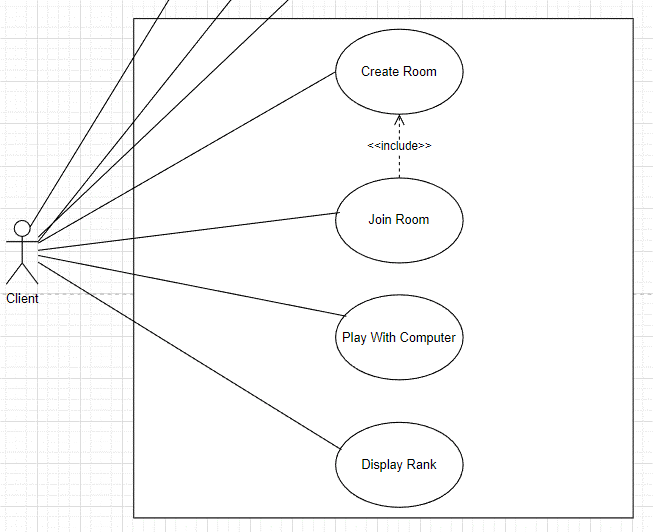 Create Room
<<include>>
Join Room
Client
Play With Computer
Display Rank